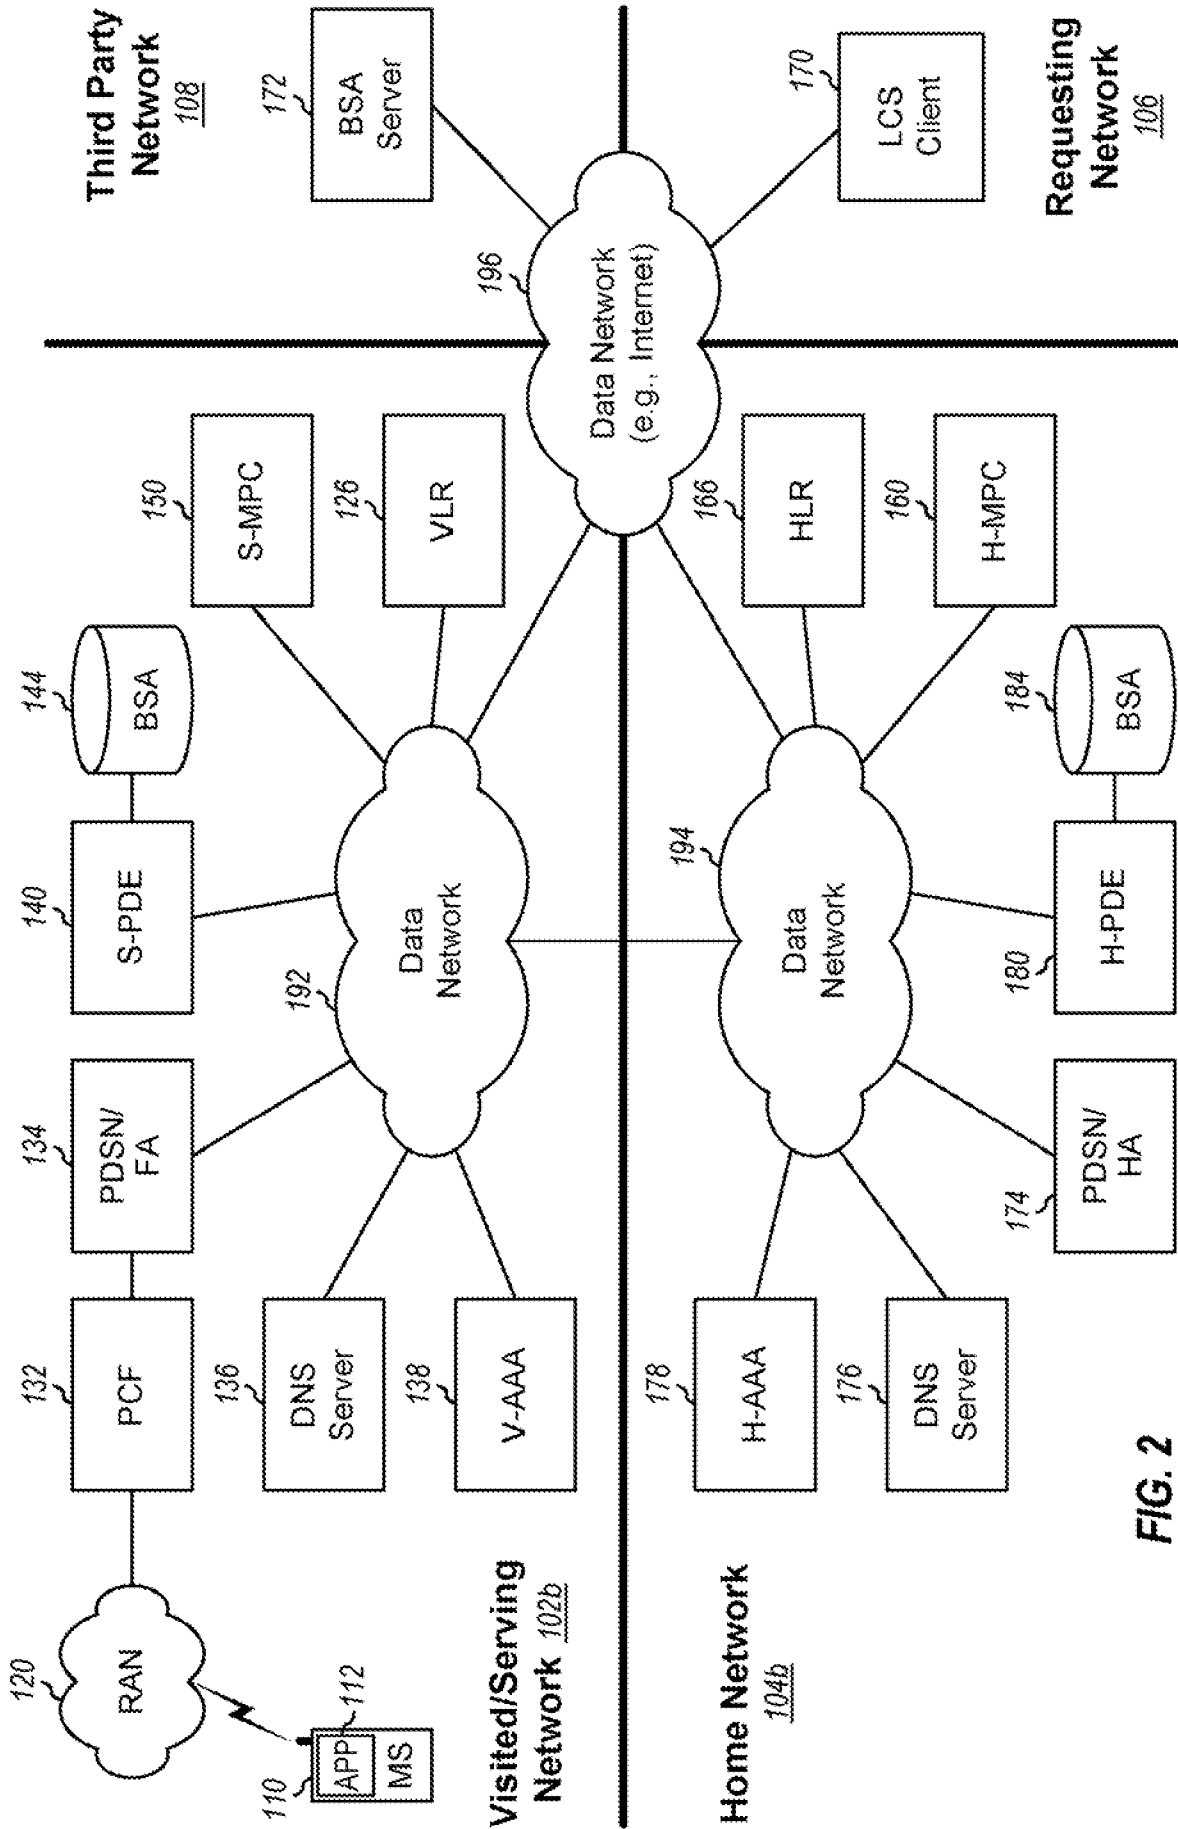 Third Party
Network
108
172
BSA
Server
170
LCS
Client
Requesting
Network
106
196
Data Network
(e.g., Internet)
150
S-MPC
126
VLR
166
HLR
160
H-MPC
144
BSA
184
BSA
140
S-PDE
192
Data
Network
194
Data
Network
180
H-PDE
134
PDSN/
FA
174
PDSN/
HA
132
PCF
136
DNS
Server
138
V-AAA
178
H-AAA
176
DNS
Server
120
RAN
110
APP
112
MS
Visited/Serving
Network 102b
Home Network
104b
FIG. 2